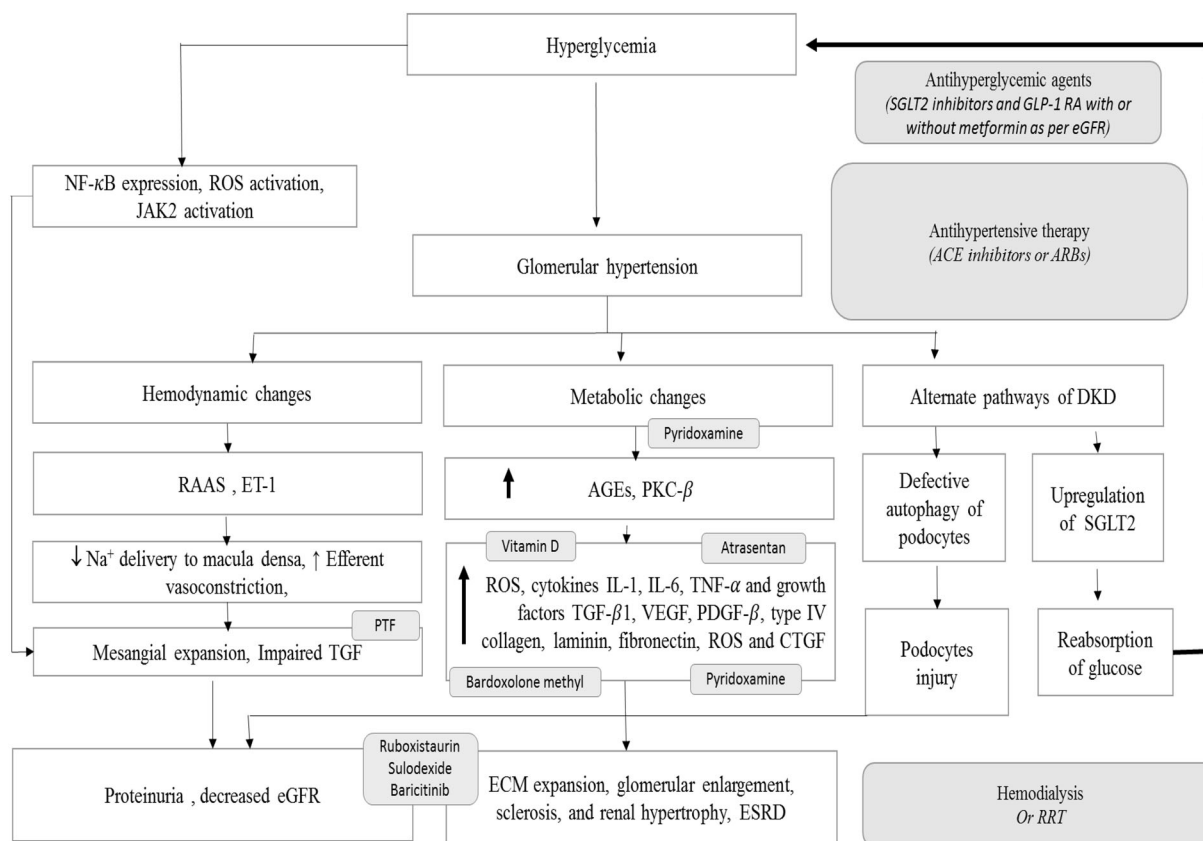 Hyperglycemia
Antihyperglycemic agents
(SGLT2 inhibitors and GLP-1 RA with or
without metformin as per eGFR)
NF-κB expression, ROS activation,
JAK2 activation
Glomerular hypertension
Antihypertensive therapy
(ACE inhibitors or ARBs)
Hemodynamic changes
Metabolic changes
Alternate pathways of DKD
Pyridoxamine
RAAS , ET-1
AGEs, PKC-β
Defective
autophagy of
podocytes
Upregulation
of SGLT2
↓ Na⁺ delivery to macula densa, ↑ Efferent
vasoconstriction,
Vitamin D
Atrasentan
ROS, cytokines IL-1, IL-6, TNF-α and growth
factors TGF-β1, VEGF, PDGF-β, type IV
collagen, laminin, fibronectin, ROS and CTGF
Bardoxolone methyl
Pyridoxamine
PTF
Mesangial expansion, Impaired TGF
Podocytes
injury
Reabsorption
of glucose
Proteinuria , decreased eGFR
Ruboxistaurin
Sulodexide
Baricitinib
ECM expansion, glomerular enlargement,
sclerosis, and renal hypertrophy, ESRD
Hemodialysis
Or RRT